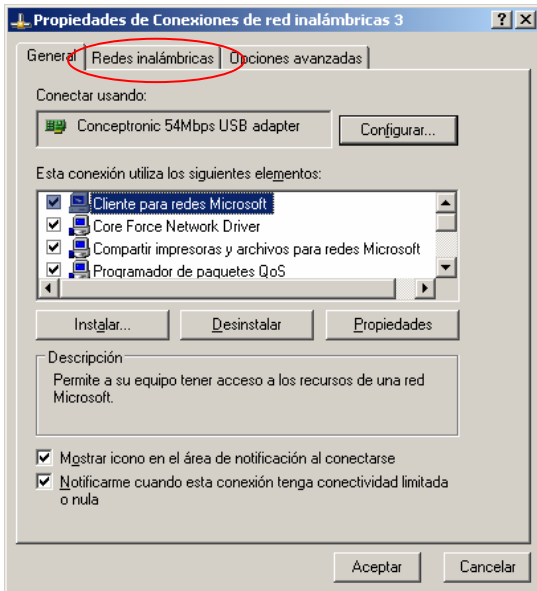 Propiedades de Conexiones de red inalámbricas 3
General Redes inalámbricas Opciones avanzadas
Conectar usando:
Conceptronic 54Mbps USB adapter Configurar...
Esta conexión utiliza los siguientes elementos:
Cliente para redes Microsoft
Core Force Network Driver
Compartir impresoras y archivos para redes Microsoft
Programador de paquetes QoS
Instalar... Desinstalar Propiedades
Descripción
Permite a su equipo tener acceso a los recursos de una red
Microsoft.
Mostrar icono en el área de notificación al conectarse
Notificarme cuando esta conexión tenga conectividad limitada
o nula
Aceptar Cancelar